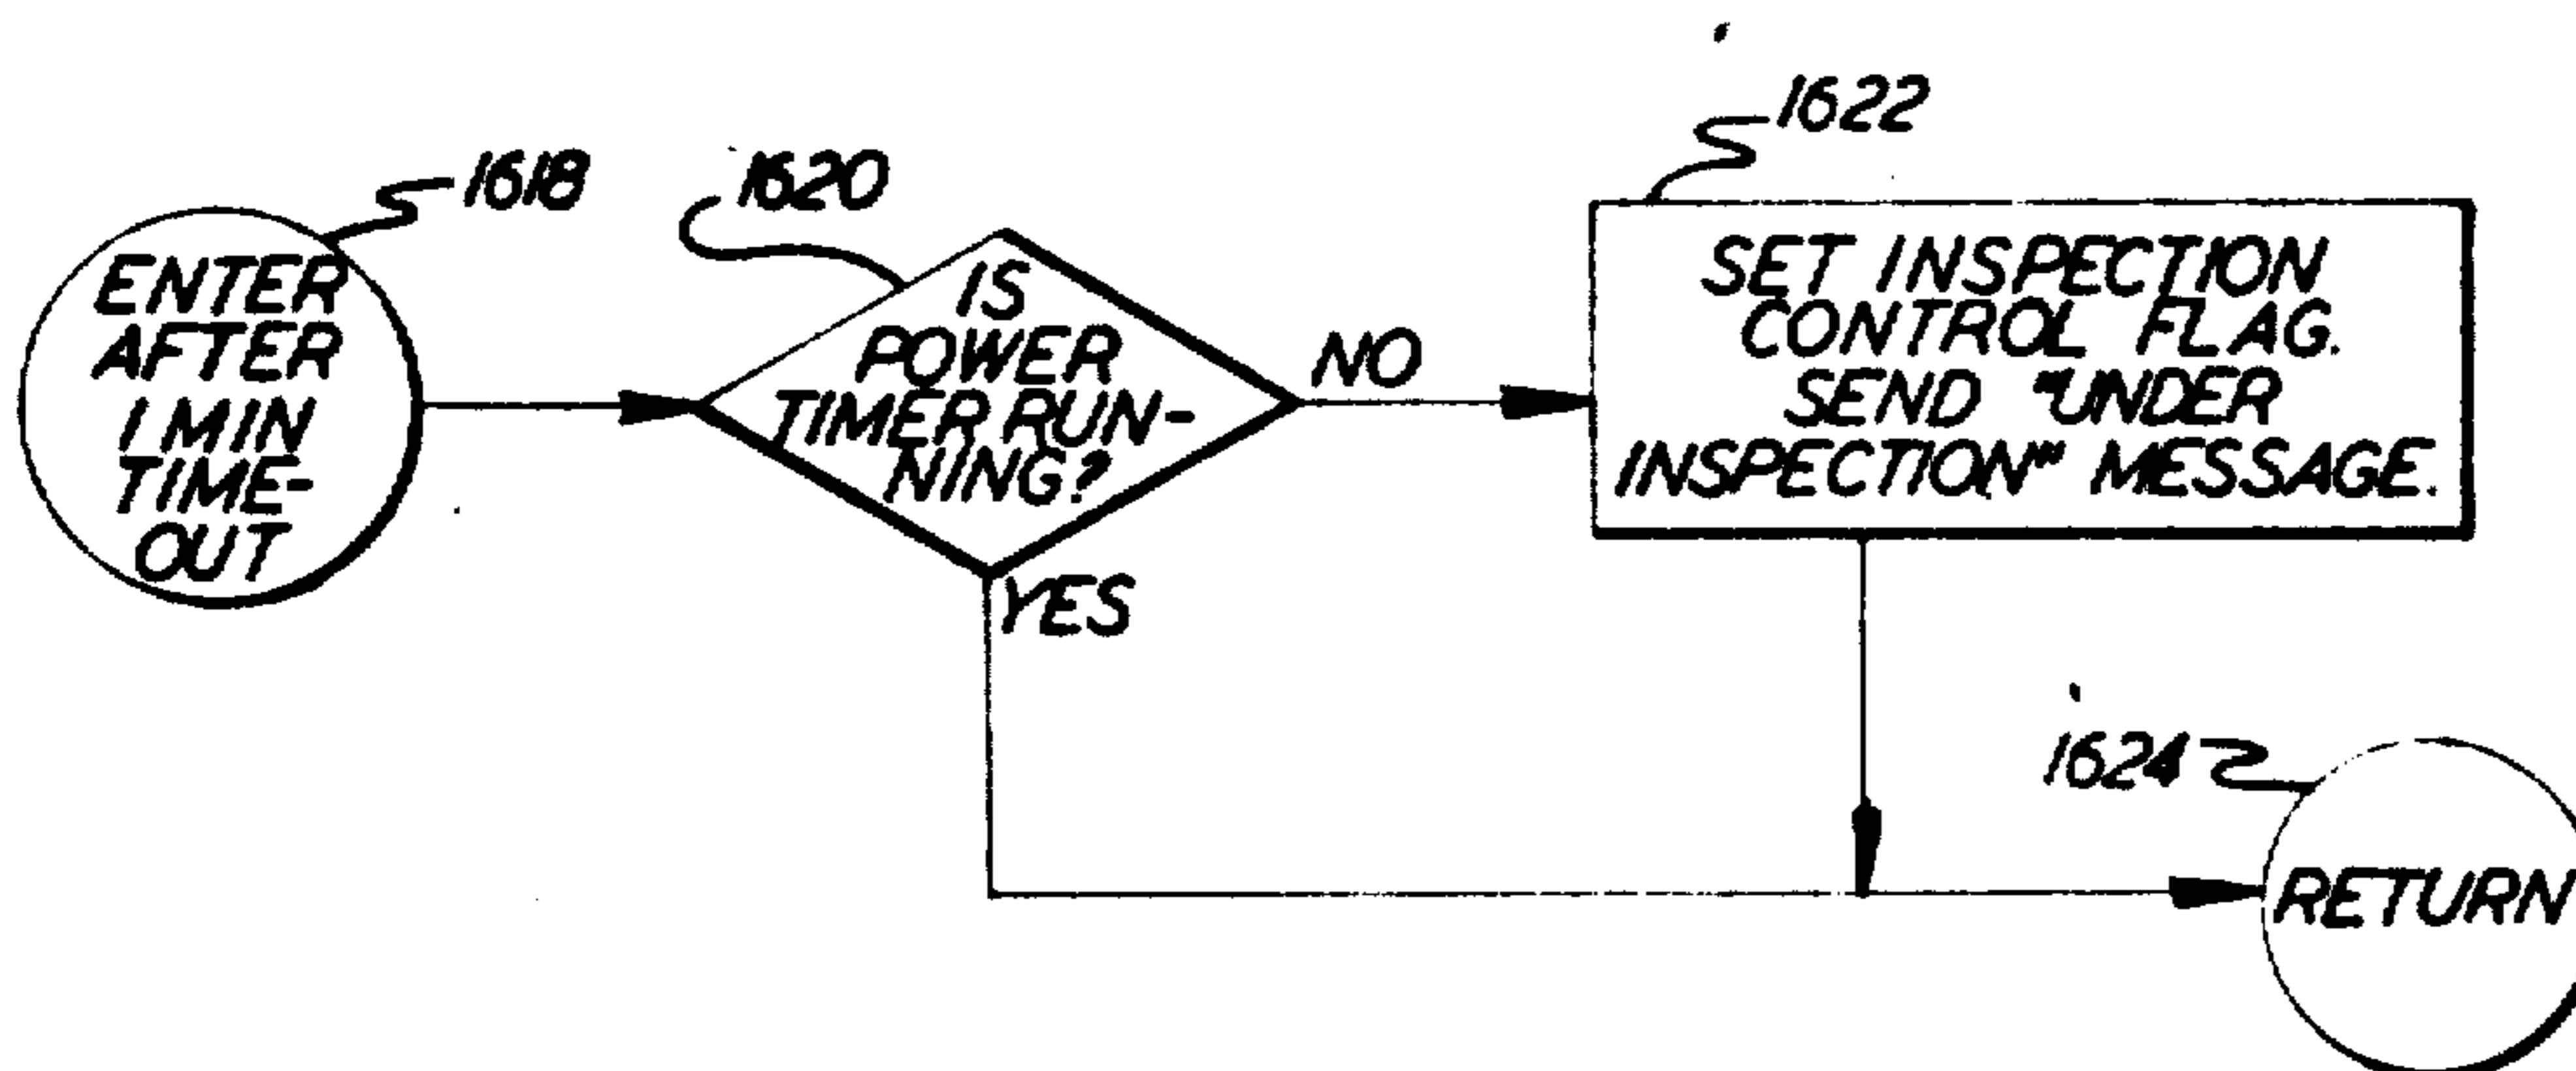 1618
ENTER
AFTER
1 MIN
TIME-
OUT
1620
IS
POWER
TIMER RUN-
NING?
NO
YES
1622
SET INSPECTION
CONTROL FLAG.
SEND "UNDER
INSPECTION" MESSAGE.
1624
RETURN